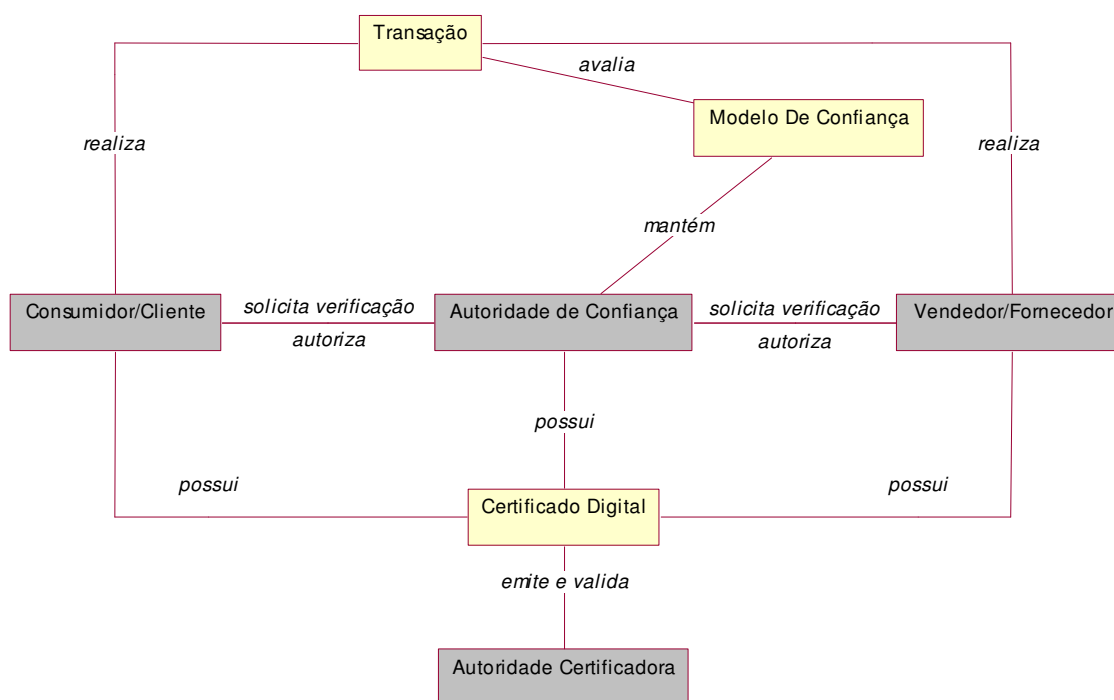 Transação
avalia
Modelo De Confiança
realiza
realiza
mantém
Consumidor/Cliente
solicita verificação
autoriza
Autoridade de Confiança
solicita verificação
autoriza
Vendedor/Fornecedor
possui
possui
possui
Certificado Digital
emite e valida
Autoridade Certificadora